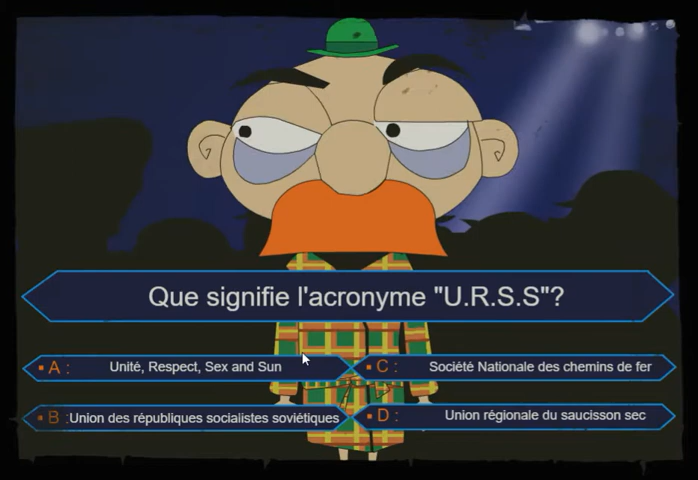 Que signifie l'acronyme "U.R.S.S"?
A : Unité, Respect, Sex and Sun
C : Société Nationale des chemins de fer
B :Union des républiques socialistes soviétiques
D : Union régionale du saucisson sec